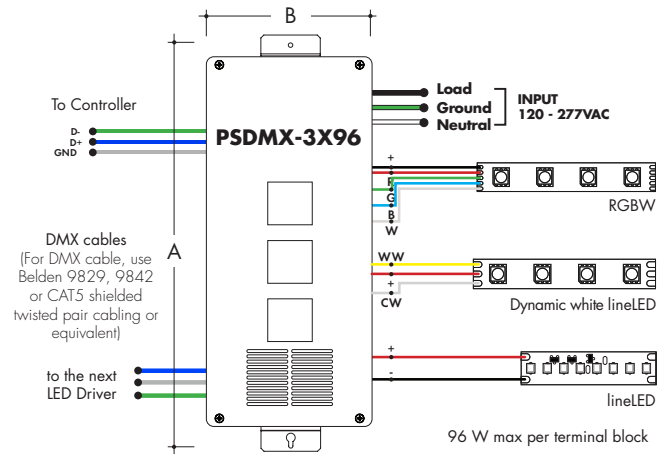 B
A
To Controller
D-
D+
GND
DMX cables
(For DMX cable, use
Belden 9829, 9842
or CAT5 shielded
twisted pair cabling or
equivalent)
to the next
LED Driver
PSDMX-3X96
Load
Ground
Neutral
INPUT
120 - 277VAC
+
R
G
B
W
RGBW
WW
+
CW
Dynamic white lineLED
+
-
lineLED
96 W max per terminal block